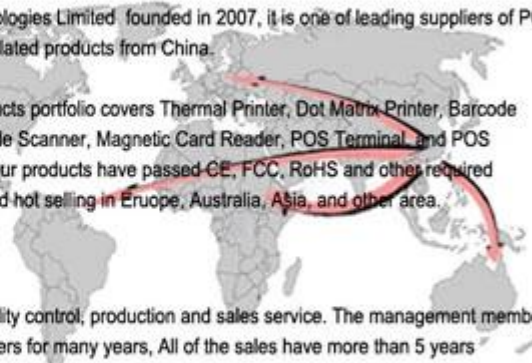 ologies Limited founded in 2007, it is one of leading suppliers of P
lated products from China.
cts portfolio covers Thermal Printer, Dot Matrix Printer, Barcode
le Scanner, Magnetic Card Reader, POS Terminal, and POS
ur products have passed CE, FCC, RoHS and other required
d hot selling in Eruope, Australia, Asia, and other area.
lity control, production and sales service. The management membe
ers for many years, All of the sales have more than 5 years